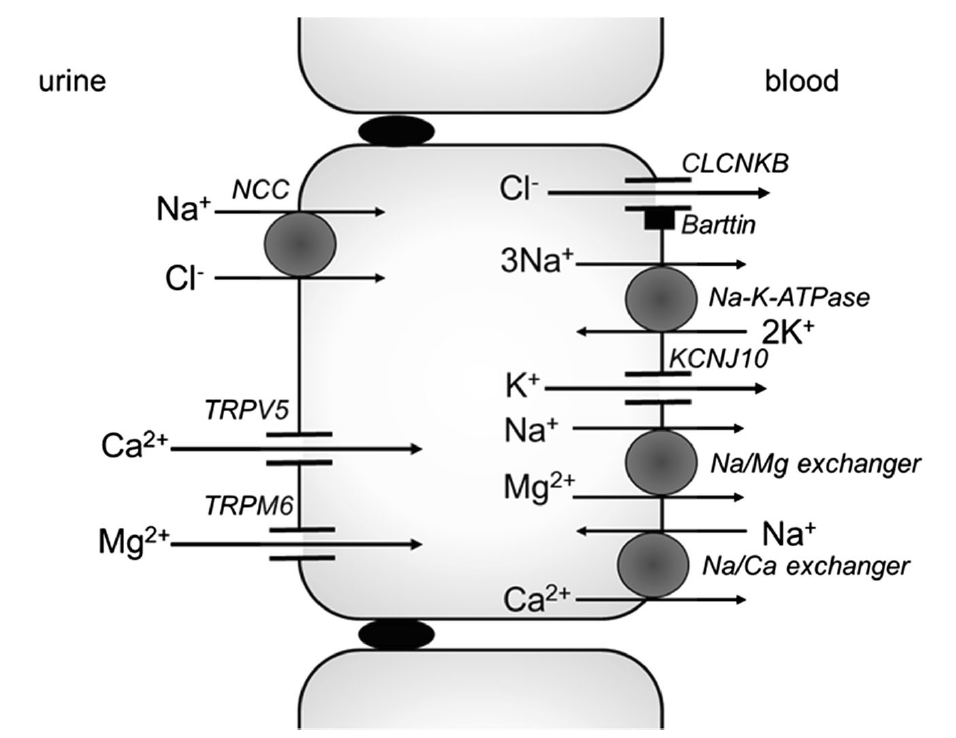 urine
blood
CLCNKB
Cl-
NCC
Na+
Barttin
3Na+
Cl-
Na-K-ATPase
2K+
KCNJ10
K+
TRPV5
Na+
Ca2+
Na/Mg exchanger
Mg2+
TRPM6
Na+
Mg2+
Na/Ca exchanger
Ca2+